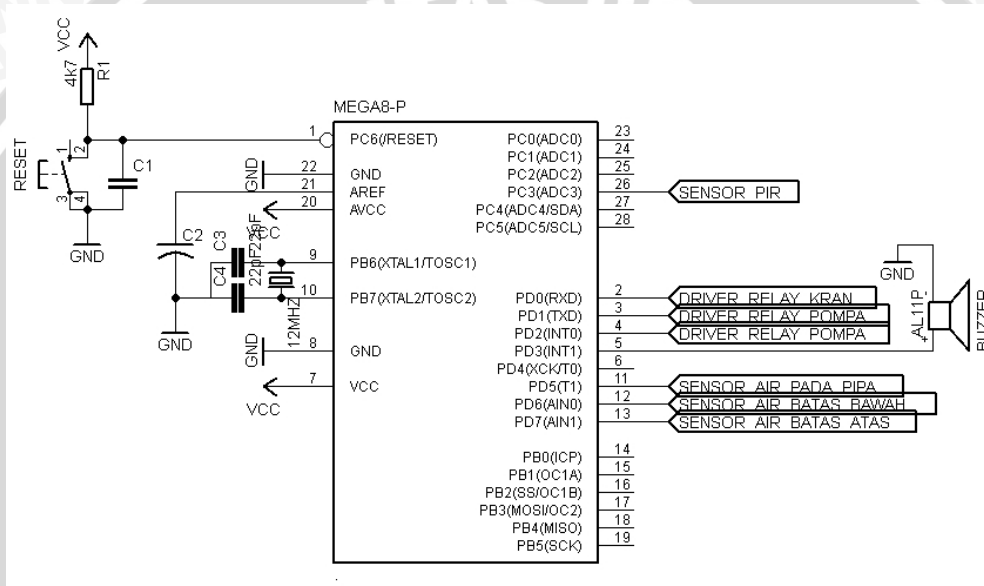 VCC
4k7
R1
RESET
1
2
3
4
C1
GND
MEGA8-P
1 PC6(/RESET)
GND 22 GND
21 AREF
VCC 20 AVCC
C2
C3
22pF
C4
22pF
9 PB6(XTAL1/TOSC1)
10 PB7(XTAL2/TOSC2)
12MHZ
GND
GND 8 GND
VCC 7 VCC
PC0(ADC0) 23
PC1(ADC1) 24
PC2(ADC2) 25
PC3(ADC3) 26 SENSOR PIR
PC4(ADC4/SDA) 27
PC5(ADC5/SCL) 28
GND
PD0(RXD) 2 DRIVER RELAY KRAN
PD1(TXD) 3 DRIVER RELAY POMPA
PD2(INT0) 4 DRIVER RELAY POMPA
PD3(INT1) 5
AL11P
- +
BUZZER
PD4(XCK/T0) 6
PD5(T1) 11 SENSOR AIR PADA PIPA
PD6(AIN0) 12 SENSOR AIR BATAS BAWAH
PD7(AIN1) 13 SENSOR AIR BATAS ATAS
PB0(ICP) 14
PB1(OC1A) 15
PB2(SS/OC1B) 16
PB3(MOSI/OC2) 17
PB4(MISO) 18
PB5(SCK) 19